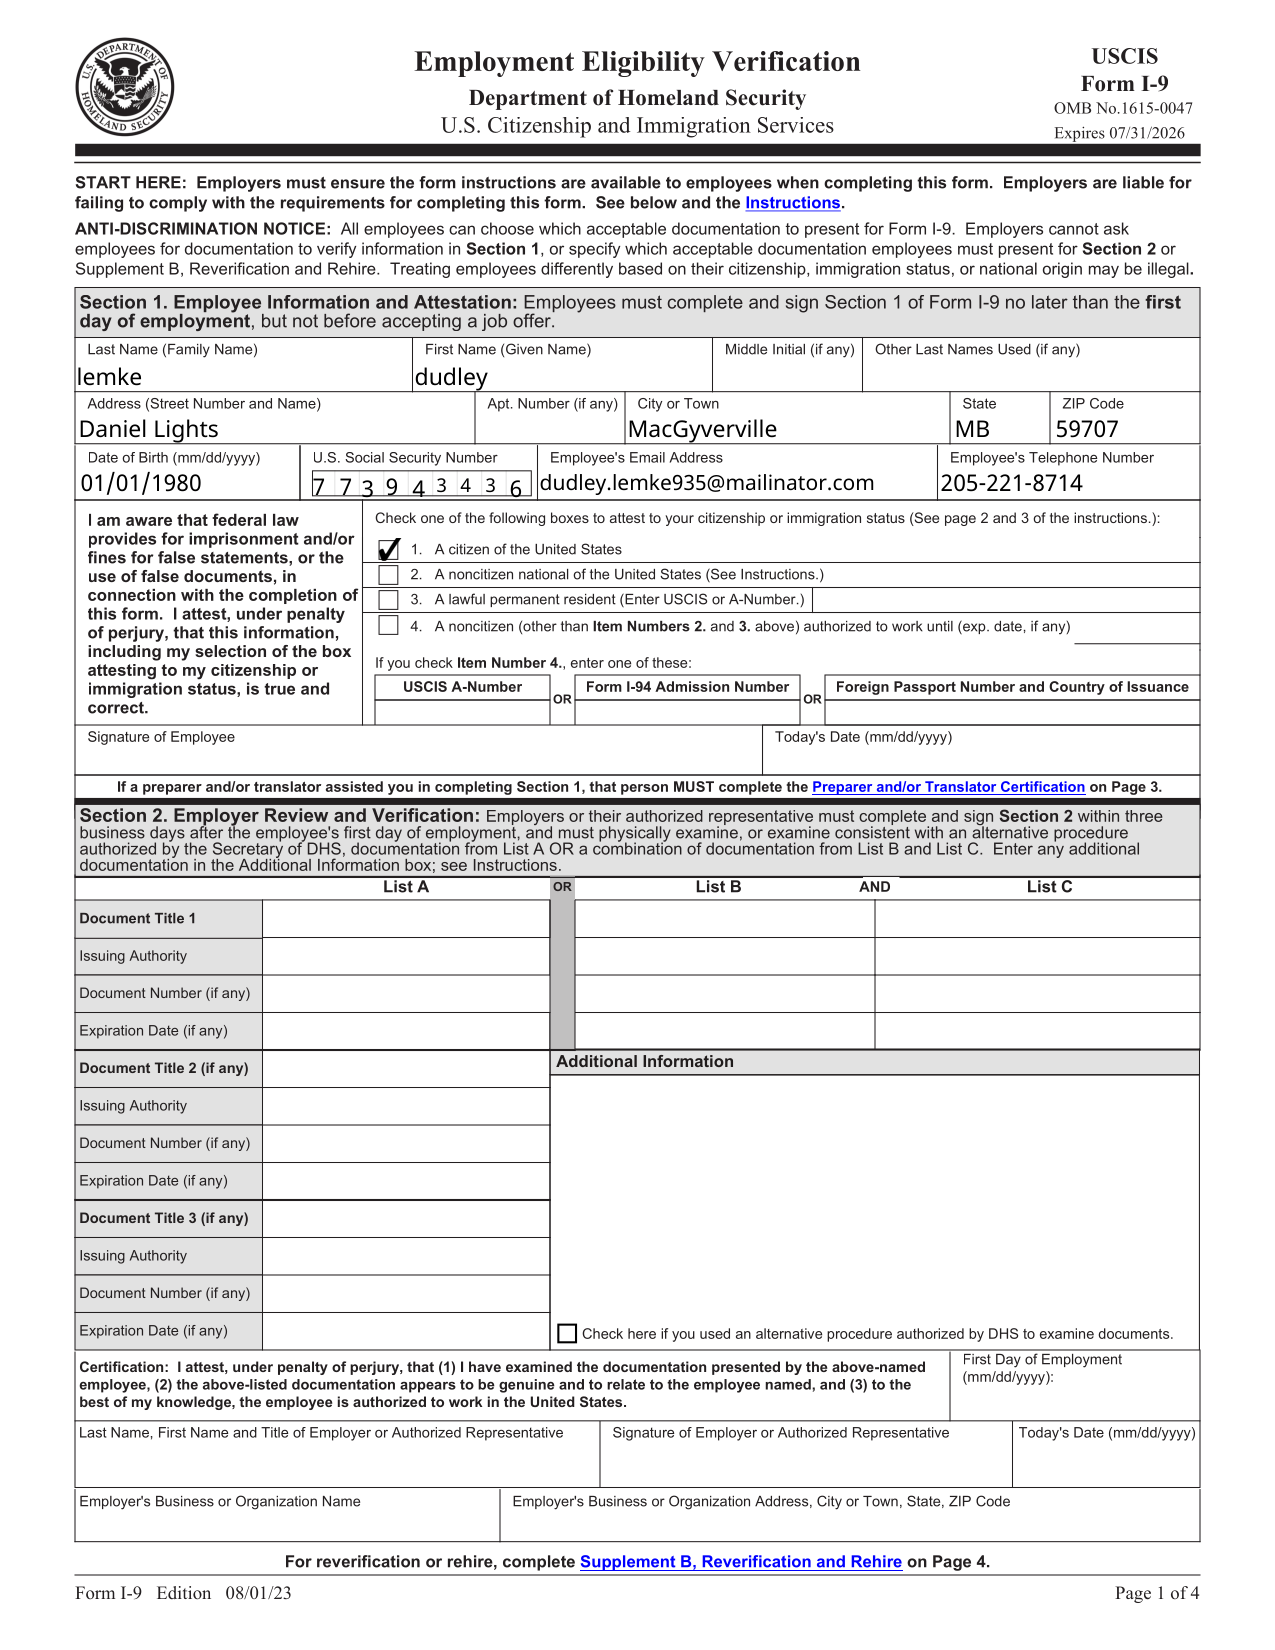 U.S. DEPARTMENT OF HOMELAND SECURITY
Employment Eligibility Verification
Department of Homeland Security
U.S. Citizenship and Immigration Services
USCIS
Form I-9
OMB No.1615-0047
Expires 07/31/2026
START HERE: Employers must ensure the form instructions are available to employees when completing this form. Employers are liable for
failing to comply with the requirements for completing this form. See below and the Instructions.
ANTI-DISCRIMINATION NOTICE: All employees can choose which acceptable documentation to present for Form I-9. Employers cannot ask
employees for documentation to verify information in Section 1, or specify which acceptable documentation employees must present for Section 2 or
Supplement B, Reverification and Rehire. Treating employees differently based on their citizenship, immigration status, or national origin may be illegal.
Section 1. Employee Information and Attestation: Employees must complete and sign Section 1 of Form I-9 no later than the first
day of employment, but not before accepting a job offer.
Last Name (Family Name) First Name (Given Name) Middle Initial (if any) Other Last Names Used (if any)
lemke dudley
Address (Street Number and Name) Apt. Number (if any) City or Town State ZIP Code
Daniel Lights MacGyverville MB 59707
Date of Birth (mm/dd/yyyy) U.S. Social Security Number Employee's Email Address Employee's Telephone Number
01/01/1980 7 7 3 9 4 3 4 3 6 dudley.lemke935@mailinator.com 205-221-8714
I am aware that federal law
provides for imprisonment and/or
fines for false statements, or the
use of false documents, in
connection with the completion of
this form. I attest, under penalty
of perjury, that this information,
including my selection of the box
attesting to my citizenship or
immigration status, is true and
correct.
Check one of the following boxes to attest to your citizenship or immigration status (See page 2 and 3 of the instructions.):
1. A citizen of the United States
2. A noncitizen national of the United States (See Instructions.)
3. A lawful permanent resident (Enter USCIS or A-Number.)
4. A noncitizen (other than Item Numbers 2. and 3. above) authorized to work until (exp. date, if any)
If you check Item Number 4., enter one of these:
USCIS A-Number OR Form I-94 Admission Number OR Foreign Passport Number and Country of Issuance
Signature of Employee Today's Date (mm/dd/yyyy)
If a preparer and/or translator assisted you in completing Section 1, that person MUST complete the Preparer and/or Translator Certification on Page 3.
Section 2. Employer Review and Verification: Employers or their authorized representative must complete and sign Section 2 within three
business days after the employee's first day of employment, and must physically examine, or examine consistent with an alternative procedure
authorized by the Secretary of DHS, documentation from List A OR a combination of documentation from List B and List C. Enter any additional
documentation in the Additional Information box; see Instructions.
List A OR List B AND List C
Document Title 1
Issuing Authority
Document Number (if any)
Expiration Date (if any)
Document Title 2 (if any) Additional Information
Issuing Authority
Document Number (if any)
Expiration Date (if any)
Document Title 3 (if any)
Issuing Authority
Document Number (if any)
Expiration Date (if any) Check here if you used an alternative procedure authorized by DHS to examine documents.
Certification: I attest, under penalty of perjury, that (1) I have examined the documentation presented by the above-named
employee, (2) the above-listed documentation appears to be genuine and to relate to the employee named, and (3) to the
best of my knowledge, the employee is authorized to work in the United States.
First Day of Employment
(mm/dd/yyyy):
Last Name, First Name and Title of Employer or Authorized Representative Signature of Employer or Authorized Representative Today's Date (mm/dd/yyyy)
Employer's Business or Organization Name Employer's Business or Organization Address, City or Town, State, ZIP Code
For reverification or rehire, complete Supplement B, Reverification and Rehire on Page 4.
Form I-9 Edition 08/01/23 Page 1 of 4